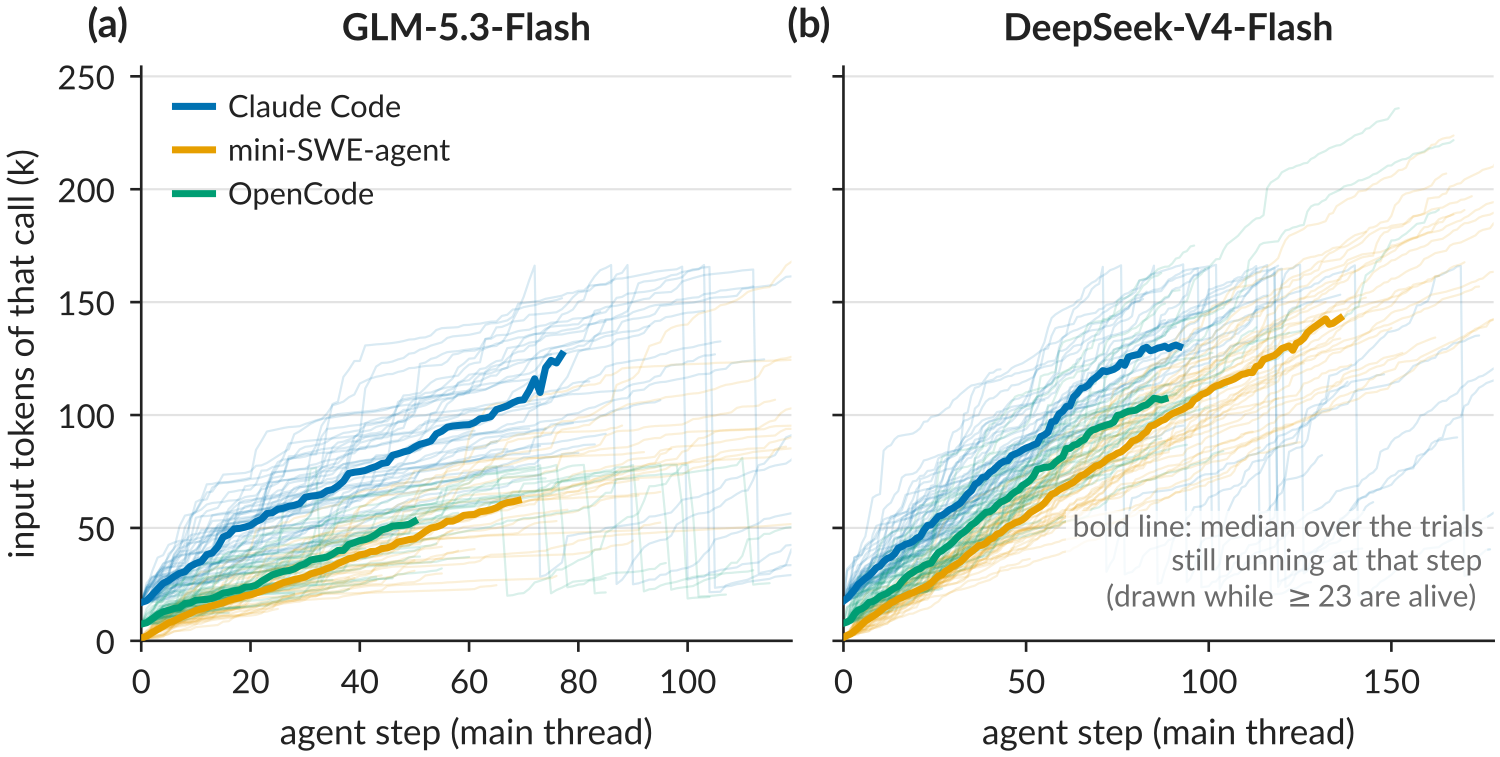 (a)
GLM-5.3-Flash
250
200
150
100
50
0
input tokens of that call (k)
Claude Code
mini-SWE-agent
OpenCode
0 20 40 60 80 100
agent step (main thread)
(b)
DeepSeek-V4-Flash
bold line: median over the trials
still running at that step
(drawn while ≥ 23 are alive)
0 50 100 150
agent step (main thread)